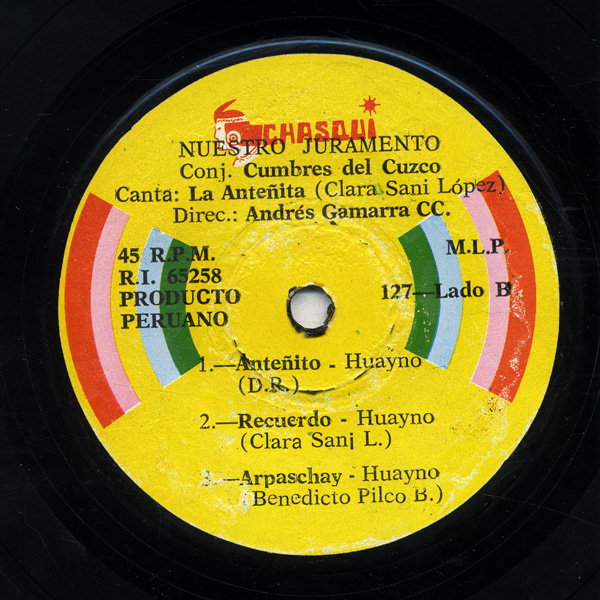 CHASQUI
NUESTRO JURAMENTO
Conj. Cumbres del Cuzco
Canta: La Anteñita (Clara Sani López)
Direc.: Andrés Gamarra CC.
45 R.P.M.
R.I. 65258
PRODUCTO
PERUANO
M.L.P.
127—Lado B
1.—Anteñito - Huayno
(D.R.)
2.—Recuerdo - Huayno
(Clara Sani L.)
3.—Arpaschay - Huayno
Benedicto Pilco B.)